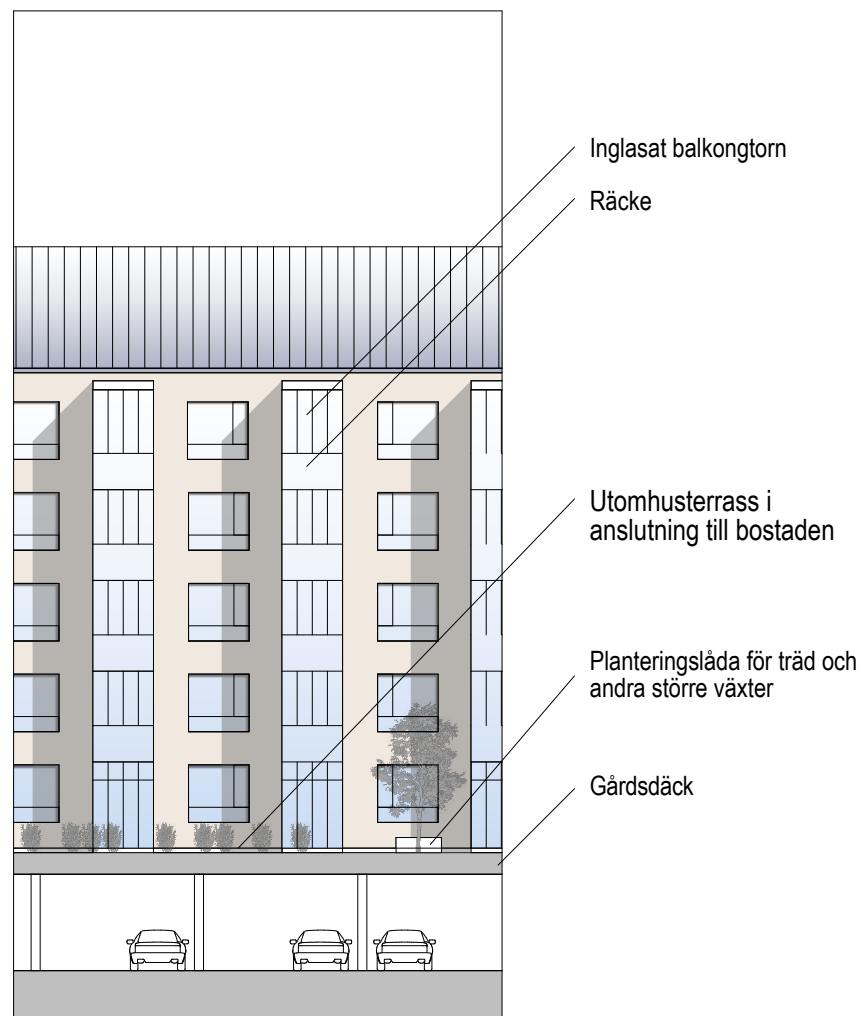 Inglasat balkongtorn
Räcke
Utomhusterrass i
anslutning till bostaden
Planteringslåda för träd och
andra större växter
Gårdsdäck